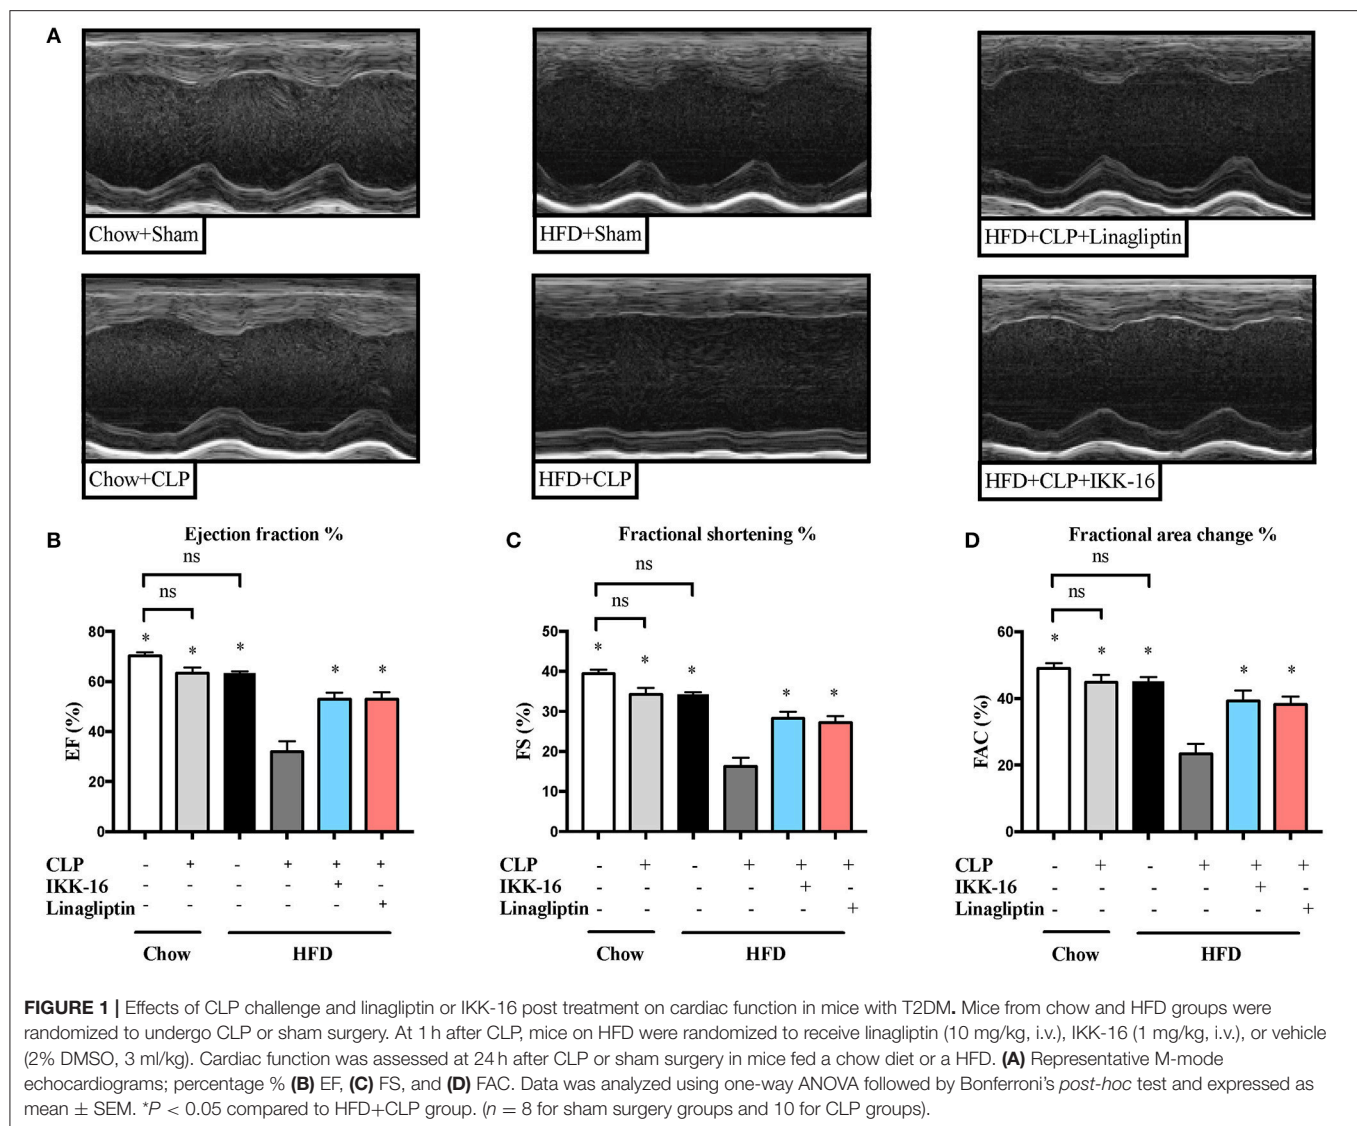 A
Chow+Sham
HFD+Sham
HFD+CLP+Linagliptin
Chow+CLP
HFD+CLP
HFD+CLP+IKK-16
B
Ejection fraction %
ns
ns
EF (%)
80
60
40
20
0
* * * * *
CLP - + - + + +
IKK-16 - - - - + -
Linagliptin - - - - - +
Chow HFD
C
Fractional shortening %
ns
ns
FS (%)
50
40
30
20
10
0
* * * * *
CLP - + - + + +
IKK-16 - - - - + -
Linagliptin - - - - - +
Chow HFD
D
Fractional area change %
ns
ns
FAC (%)
60
40
20
0
* * * * *
CLP - + - + + +
IKK-16 - - - - + -
Linagliptin - - - - - +
Chow HFD
FIGURE 1 | Effects of CLP challenge and linagliptin or IKK-16 post treatment on cardiac function in mice with T2DM. Mice from chow and HFD groups were
randomized to undergo CLP or sham surgery. At 1 h after CLP, mice on HFD were randomized to receive linagliptin (10 mg/kg, i.v.), IKK-16 (1 mg/kg, i.v.), or vehicle
(2% DMSO, 3 ml/kg). Cardiac function was assessed at 24 h after CLP or sham surgery in mice fed a chow diet or a HFD. (A) Representative M-mode
echocardiograms; percentage % (B) EF, (C) FS, and (D) FAC. Data was analyzed using one-way ANOVA followed by Bonferroni's post-hoc test and expressed as
mean ± SEM. *P < 0.05 compared to HFD+CLP group. (n = 8 for sham surgery groups and 10 for CLP groups).